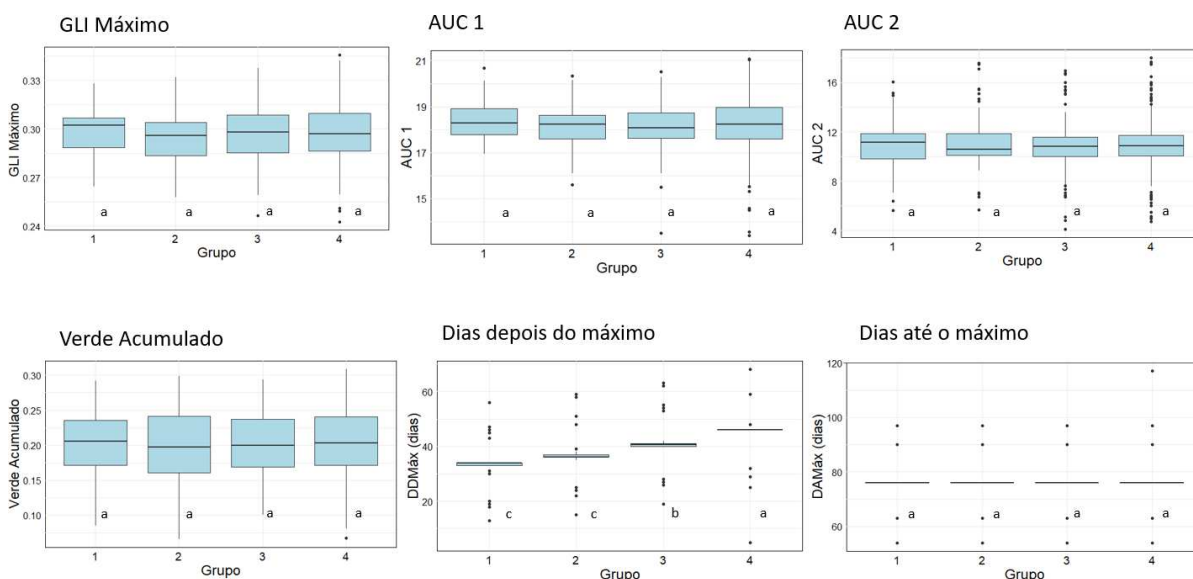 GLI Máximo
GLI Máximo
0.33
0.30
0.27
0.24
a
a
a
a
1
2
3
4
Grupo
AUC 1
AUC 1
21
19
17
15
a
a
a
a
1
2
3
4
Grupo
AUC 2
AUC 2
16
12
8
4
a
a
a
a
1
2
3
4
Grupo
Verde Acumulado
Verde Acumulado
0.30
0.25
0.20
0.15
0.10
a
a
a
a
1
2
3
4
Grupo
Dias depois do máximo
DDMáx (dias)
60
40
20
c
c
b
a
1
2
3
4
Grupo
Dias até o máximo
DAMáx (dias)
120
100
80
60
a
a
a
a
1
2
3
4
Grupo